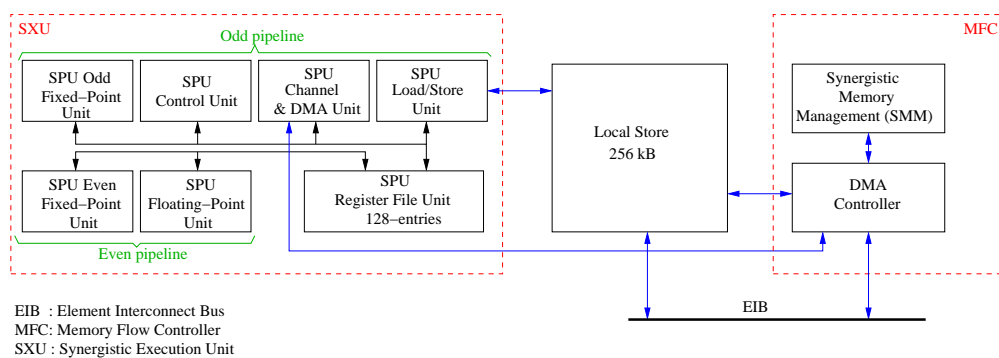 SXU
Odd pipeline
MFC
SPU Odd
Fixed−Point
Unit
SPU
Control Unit
SPU
Channel
& DMA Unit
SPU
Load/Store
Unit
Local Store
256 kB
Synergistic
Memory
Management (SMM)
SPU Even
Fixed−Point
Unit
SPU
Floating−Point
Unit
SPU
Register File Unit
128−entries
DMA
Controller
Even pipeline
EIB
EIB : Element Interconnect Bus
MFC: Memory Flow Controller
SXU : Synergistic Execution Unit